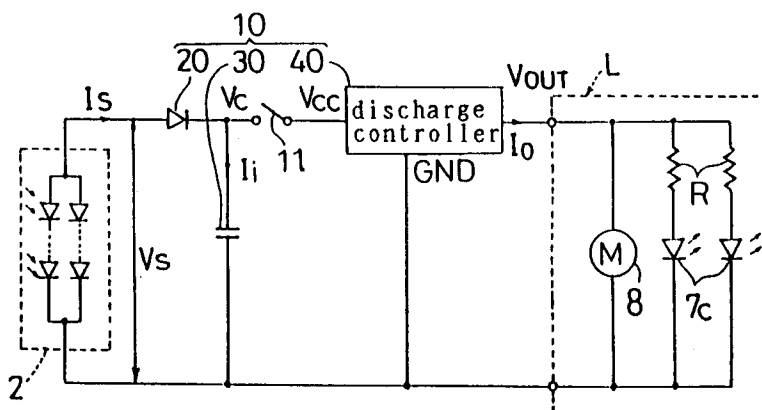 10
20 30 40
Is
Vc
Vcc
11
discharge
controller
GND
Io
VOUT
L
Ii
Vs
R
M
8
7c
2